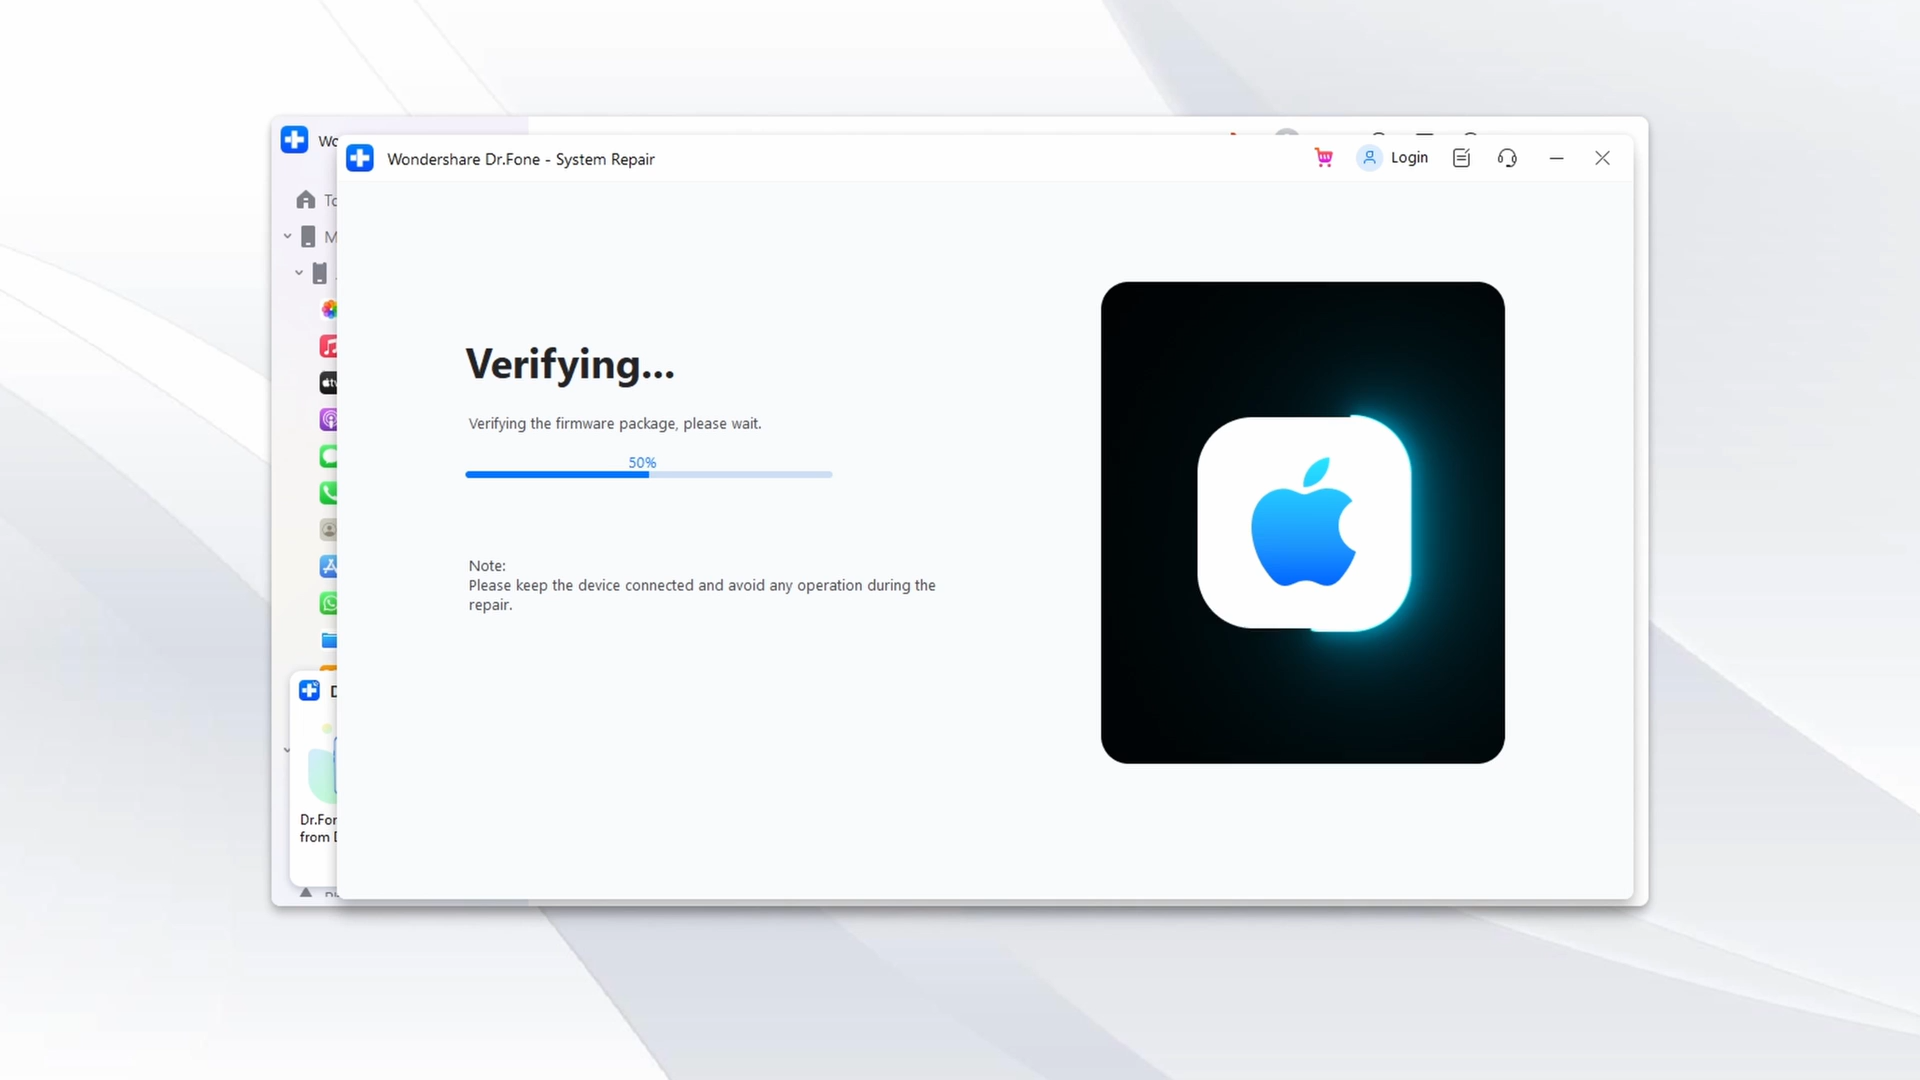 Wondershare Dr.Fone - System Repair
Login
Verifying...
Verifying the firmware package, please wait.
50%
Note:
Please keep the device connected and avoid any operation during the
repair.
from